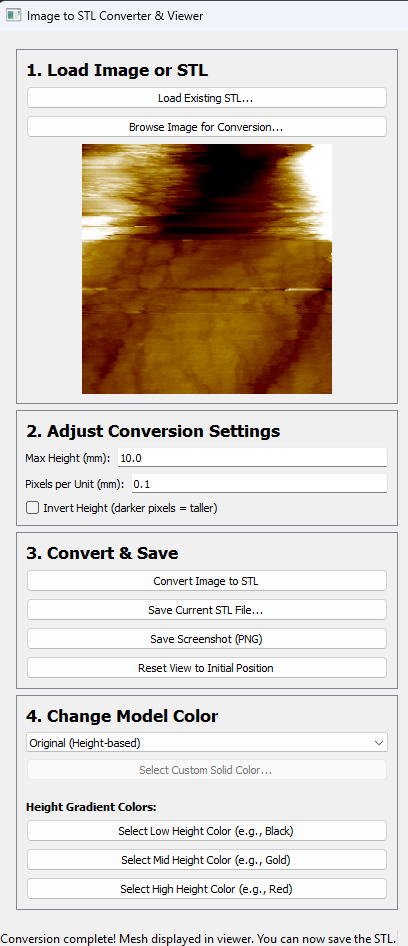 Image to STL Converter & Viewer
1. Load Image or STL
Load Existing STL...
Browse Image for Conversion...
2. Adjust Conversion Settings
Max Height (mm): 10.0
Pixels per Unit (mm): 0.1
Invert Height (darker pixels = taller)
3. Convert & Save
Convert Image to STL
Save Current STL File...
Save Screenshot (PNG)
Reset View to Initial Position
4. Change Model Color
Original (Height-based)
Select Custom Solid Color...
Height Gradient Colors:
Select Low Height Color (e.g., Black)
Select Mid Height Color (e.g., Gold)
Select High Height Color (e.g., Red)
Conversion complete! Mesh displayed in viewer. You can now save the STL.